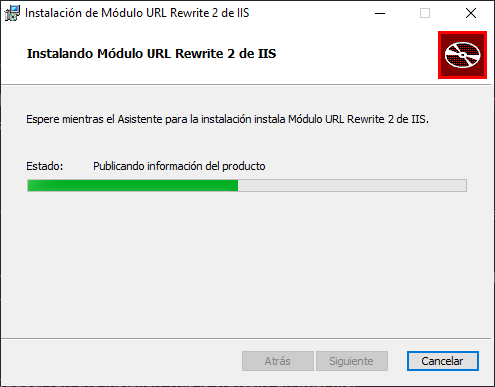 Instalación de Módulo URL Rewrite 2 de IIS
Instalando Módulo URL Rewrite 2 de IIS
Espere mientras el Asistente para la instalación instala Módulo URL Rewrite 2 de IIS.
Estado: Publicando información del producto
Atrás Siguiente Cancelar